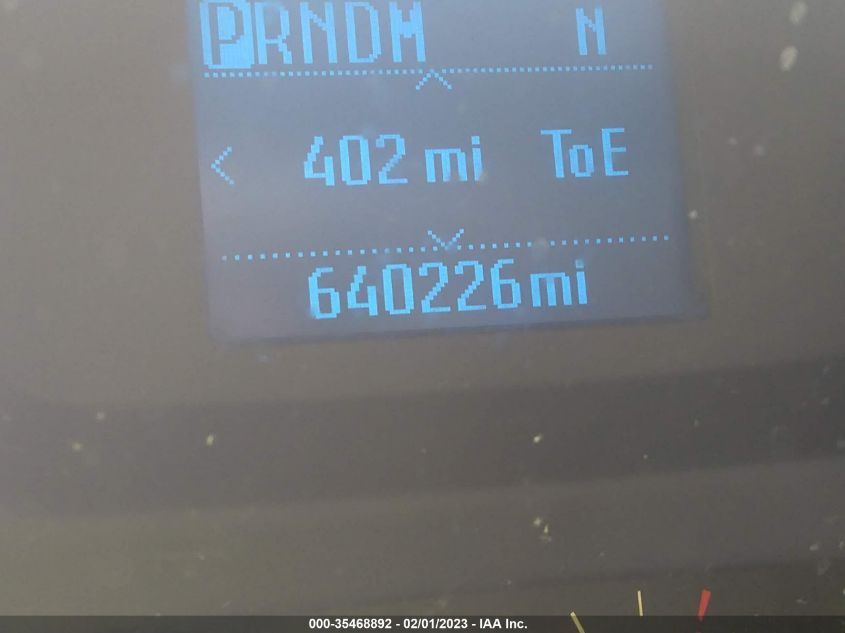 PRNDM N
< 402 mi ToE
640226mi
000-35468892 - 02/01/2023 - IAA Inc.